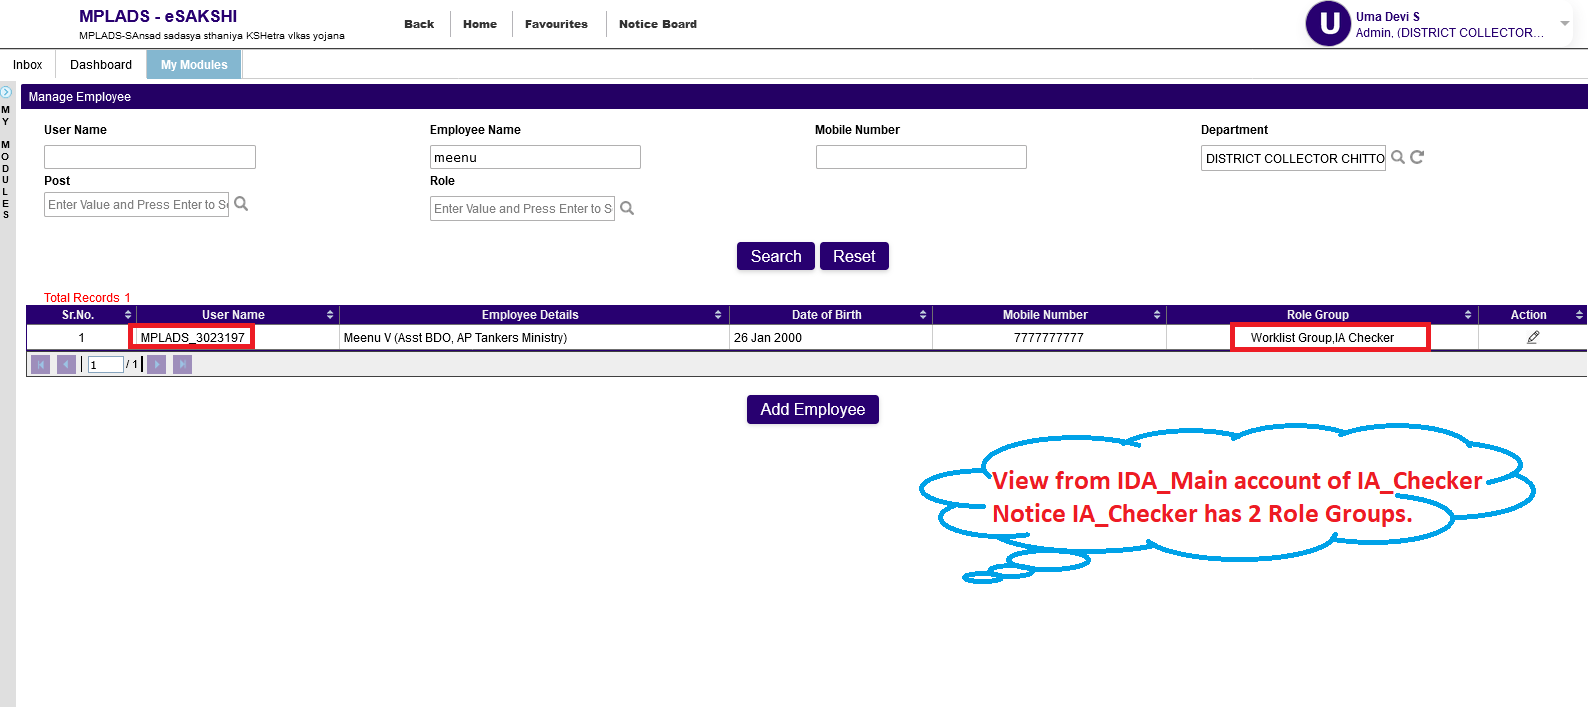 MPLADS - eSAKSHI
MPLADS-SAnsad sadasya sthaniya KSHetra vIkas yojana
Back Home Favourites Notice Board
U
Uma Devi S
Admin, (DISTRICT COLLECTOR...
Inbox Dashboard My Modules
MY MODULES
Manage Employee
User Name Employee Name Mobile Number Department
meenu DISTRICT COLLECTOR CHITTO
Post Role
Enter Value and Press Enter to Se Enter Value and Press Enter to S
Search Reset
Total Records 1
Sr.No. User Name Employee Details Date of Birth Mobile Number Role Group Action
1 MPLADS_3023197 Meenu V (Asst BDO, AP Tankers Ministry) 26 Jan 2000 7777777777 Worklist Group,IA Checker
1 / 1
Add Employee
View from IDA_Main account of IA_Checker
Notice IA_Checker has 2 Role Groups.